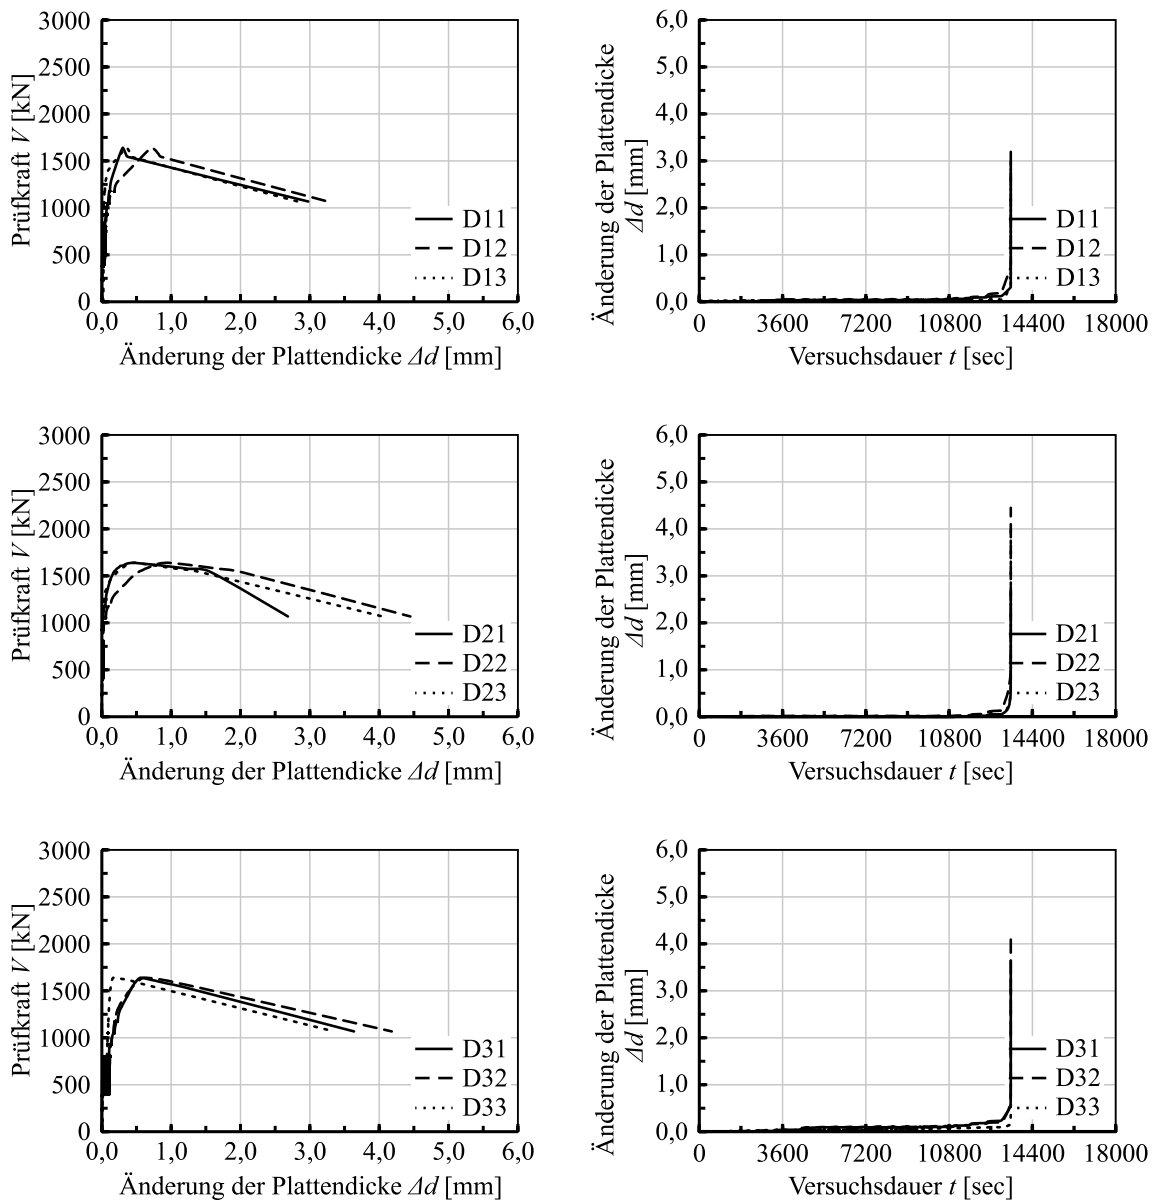 3000
2500
2000
1500
1000
500
0
Prüfkraft V [kN]
D11
D12
D13
0,0 1,0 2,0 3,0 4,0 5,0 6,0
Änderung der Plattendicke Δd [mm]
6,0
5,0
4,0
3,0
2,0
1,0
0,0
Änderung der Plattendicke
Δd [mm]
D11
D12
D13
0 3600 7200 10800 14400 18000
Versuchsdauer t [sec]
3000
2500
2000
1500
1000
500
0
Prüfkraft V [kN]
D21
D22
D23
0,0 1,0 2,0 3,0 4,0 5,0 6,0
Änderung der Plattendicke Δd [mm]
6,0
5,0
4,0
3,0
2,0
1,0
0,0
Änderung der Plattendicke
Δd [mm]
D21
D22
D23
0 3600 7200 10800 14400 18000
Versuchsdauer t [sec]
3000
2500
2000
1500
1000
500
0
Prüfkraft V [kN]
D31
D32
D33
0,0 1,0 2,0 3,0 4,0 5,0 6,0
Änderung der Plattendicke Δd [mm]
6,0
5,0
4,0
3,0
2,0
1,0
0,0
Änderung der Plattendicke
Δd [mm]
D31
D32
D33
0 3600 7200 10800 14400 18000
Versuchsdauer t [sec]